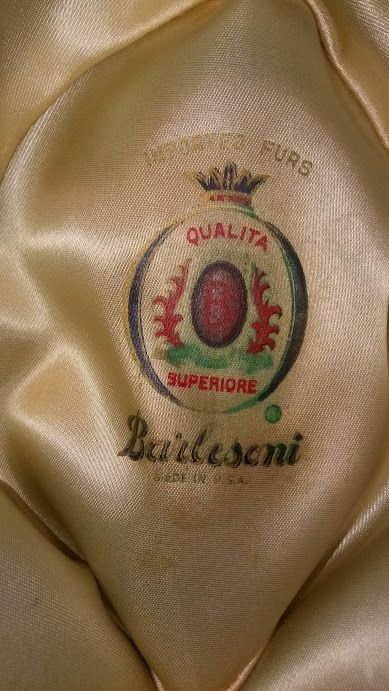 IMPORTED FURS
QUALITA
B
SUPERIORE
Barlesoni
MADE IN U.S.A.